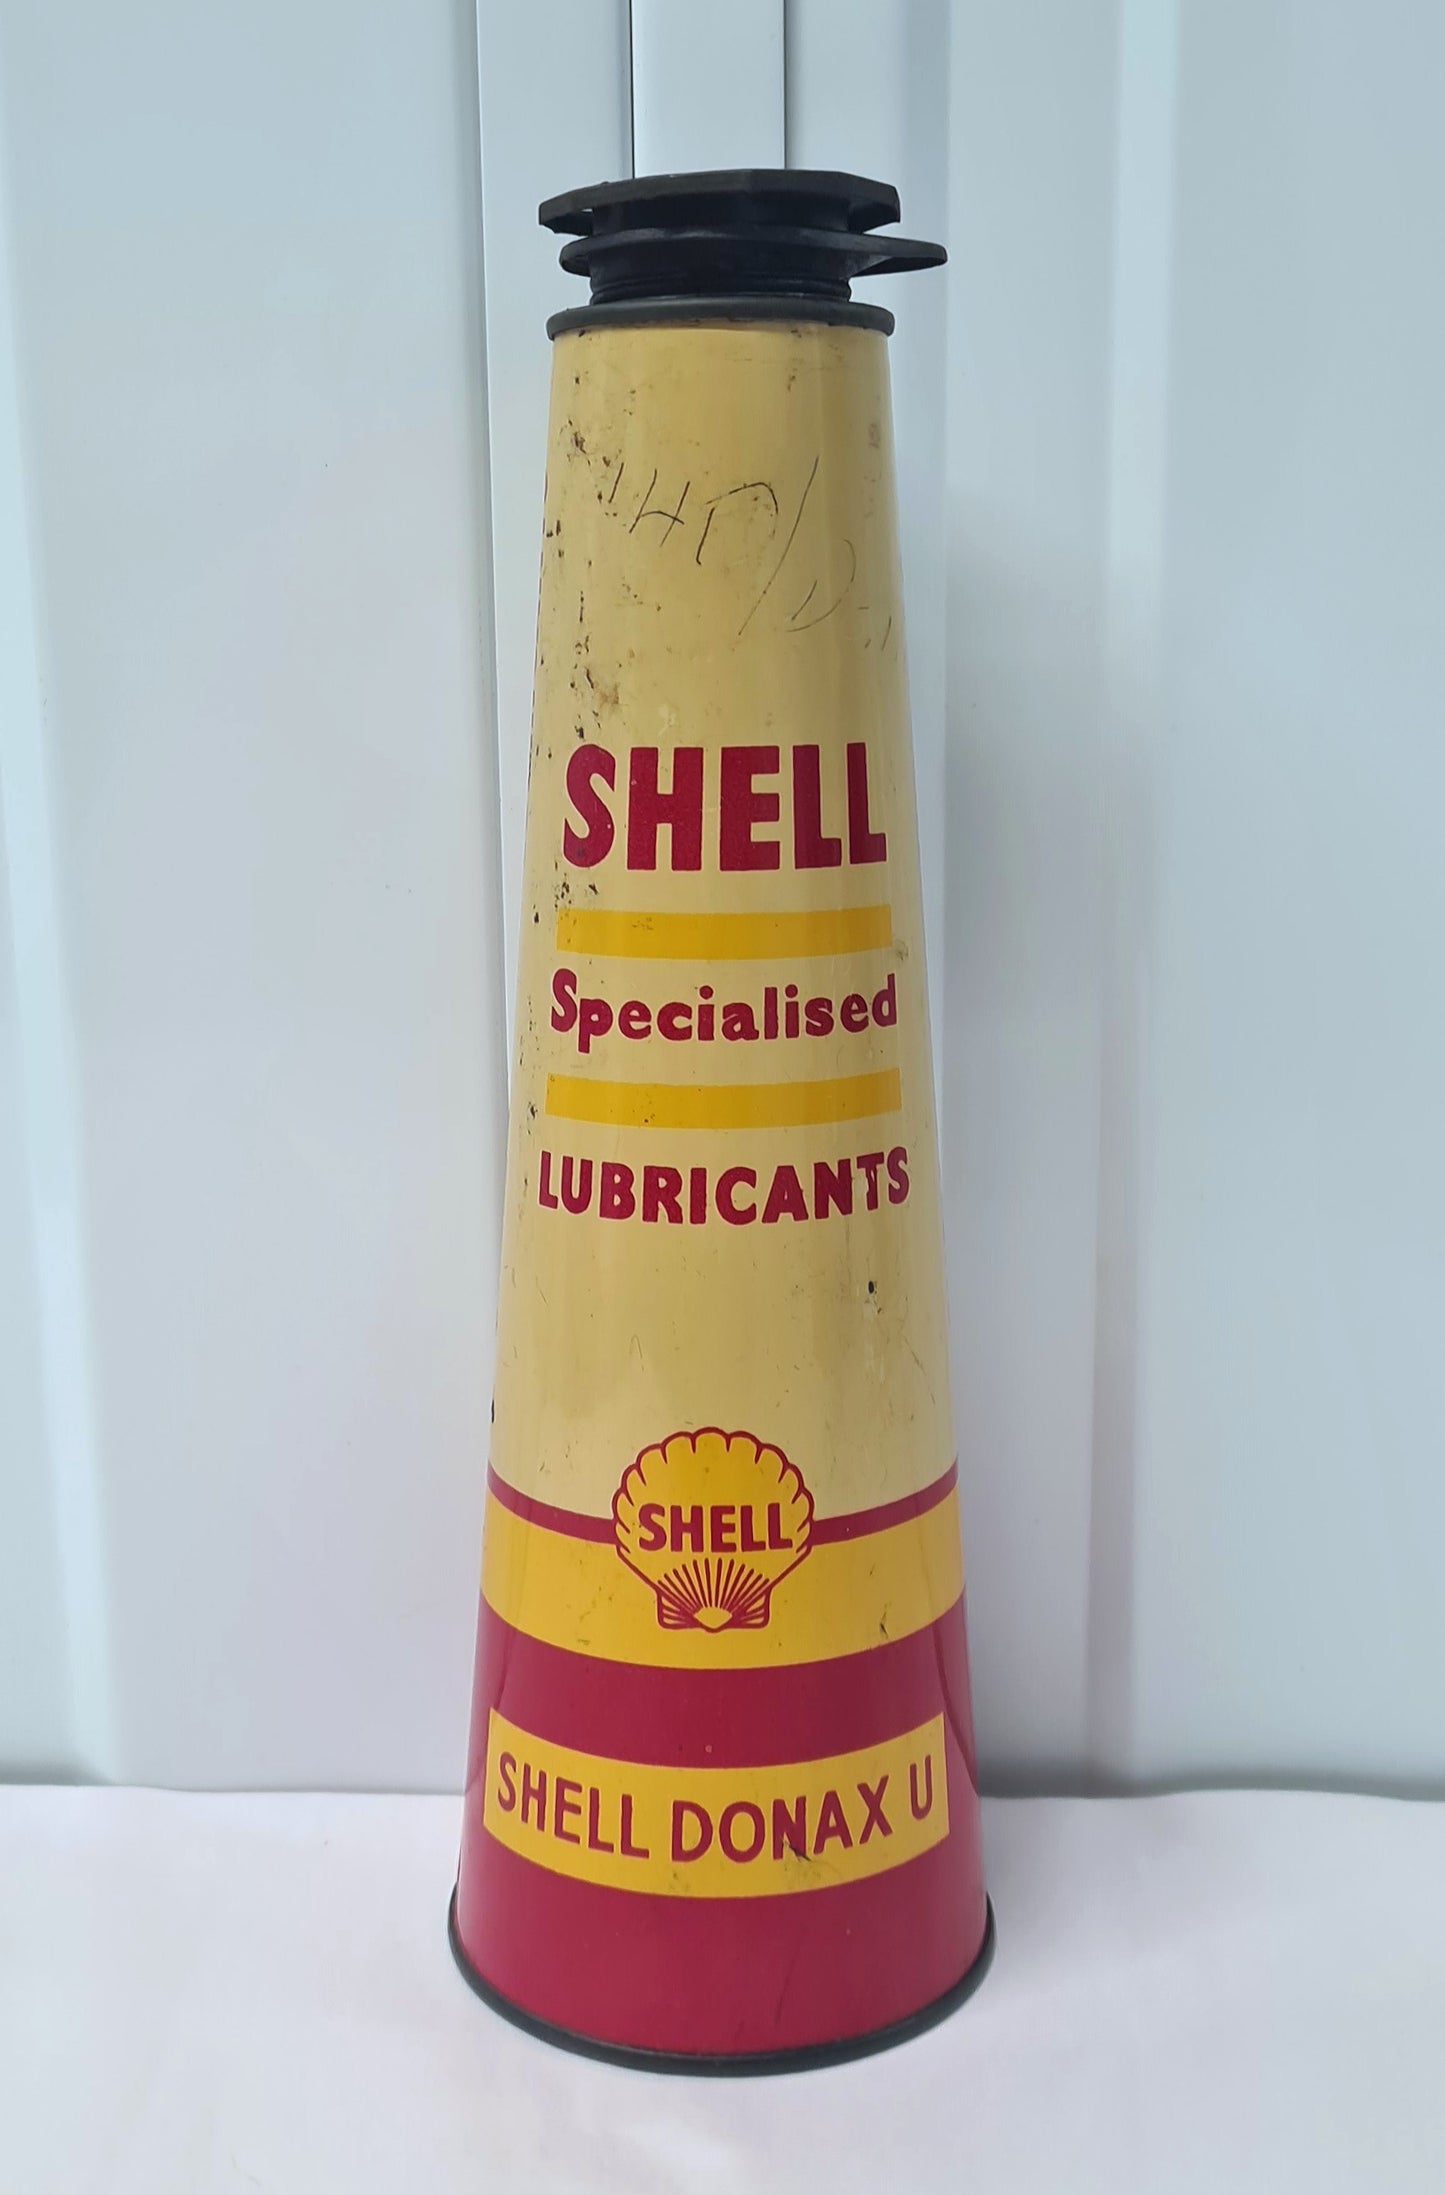 SHELL
Specialised
LUBRICANTS
SHELL
SHELL DONAX U